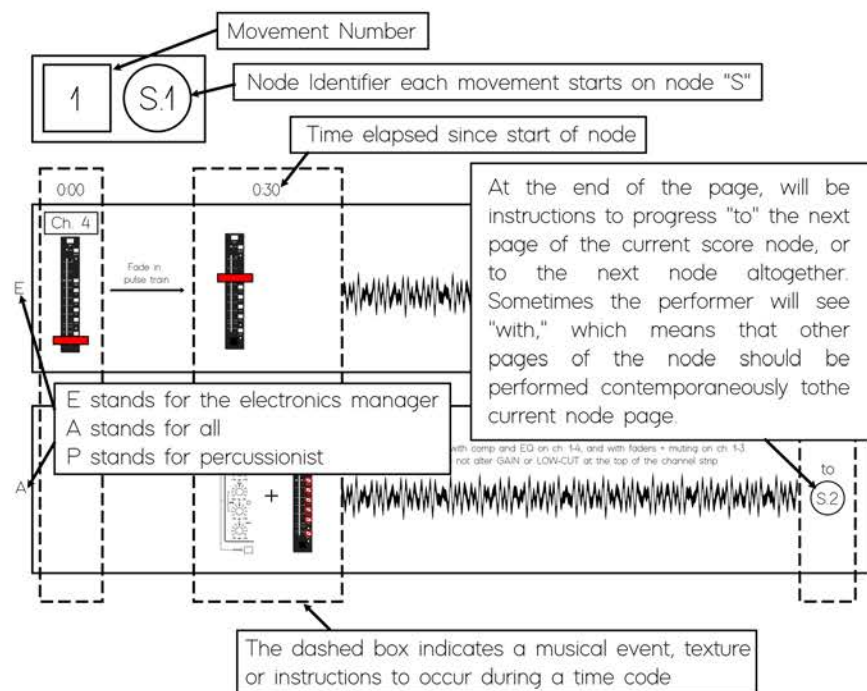 Movement Number
1 S.1
Node Identifier each movement starts on node "S"
Time elapsed since start of node
0:00 0:30
At the end of the page, will be
instructions to progress "to" the next
page of the current score node, or
to the next node altogether.
Sometimes the performer will see
"with," which means that other
pages of the node should be
performed contemporaneously tothe
current node page.
Ch. 4
Fade in
pulse train
E
E stands for the electronics manager
A stands for all
P stands for percussionist
with comp and EQ on ch. 1-4, and with faders + muting on ch. 1-3
not alter GAIN or LOW-CUT at the top of the channel strip
A
+
to
S.2
The dashed box indicates a musical event, texture
or instructions to occur during a time code